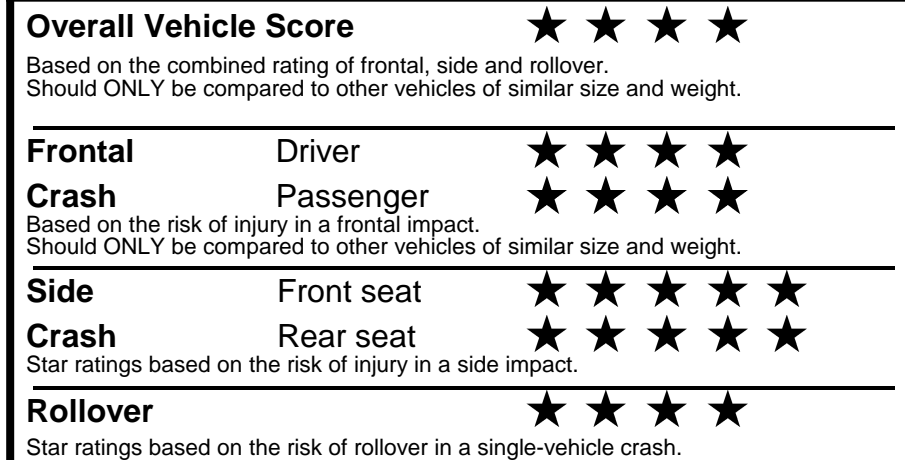 Overall Vehicle Score ★ ★ ★ ★
Based on the combined rating of frontal, side and rollover.
Should ONLY be compared to other vehicles of similar size and weight.
Frontal Driver ★ ★ ★ ★
Crash Passenger ★ ★ ★ ★
Based on the risk of injury in a frontal impact.
Should ONLY be compared to other vehicles of similar size and weight.
Side Front seat ★ ★ ★ ★ ★
Crash Rear seat ★ ★ ★ ★ ★
Star ratings based on the risk of injury in a side impact.
Rollover ★ ★ ★ ★
Star ratings based on the risk of rollover in a single-vehicle crash.